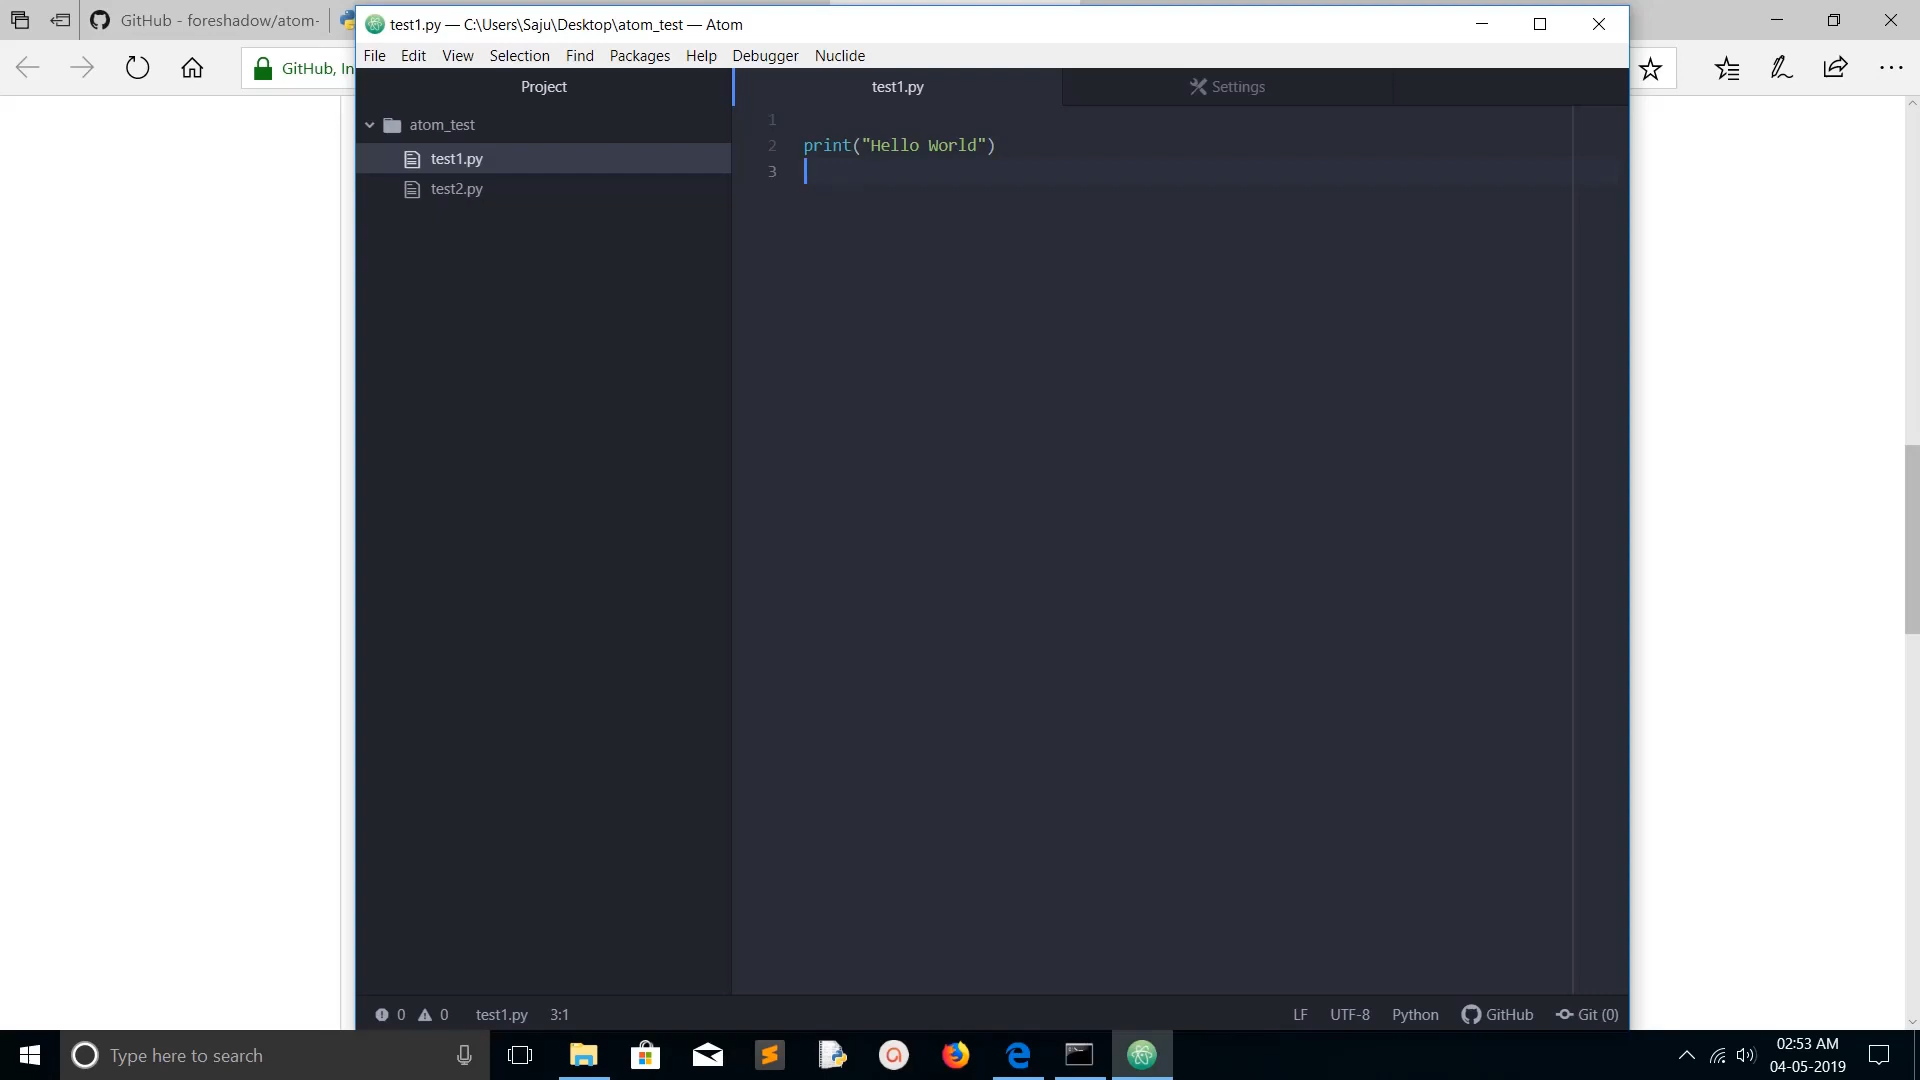 GitHub - foreshadow/atom-
test1.py — C:\Users\Saju\Desktop\atom_test — Atom
GitHub, In
File Edit View Selection Find Packages Help Debugger Nuclide
Project
test1.py
Settings
atom_test
test1.py
test2.py
1
2 print("Hello World")
3
0 0 test1.py 3:1
LF UTF-8 Python GitHub Git (0)
Type here to search
02:53 AM
04-05-2019